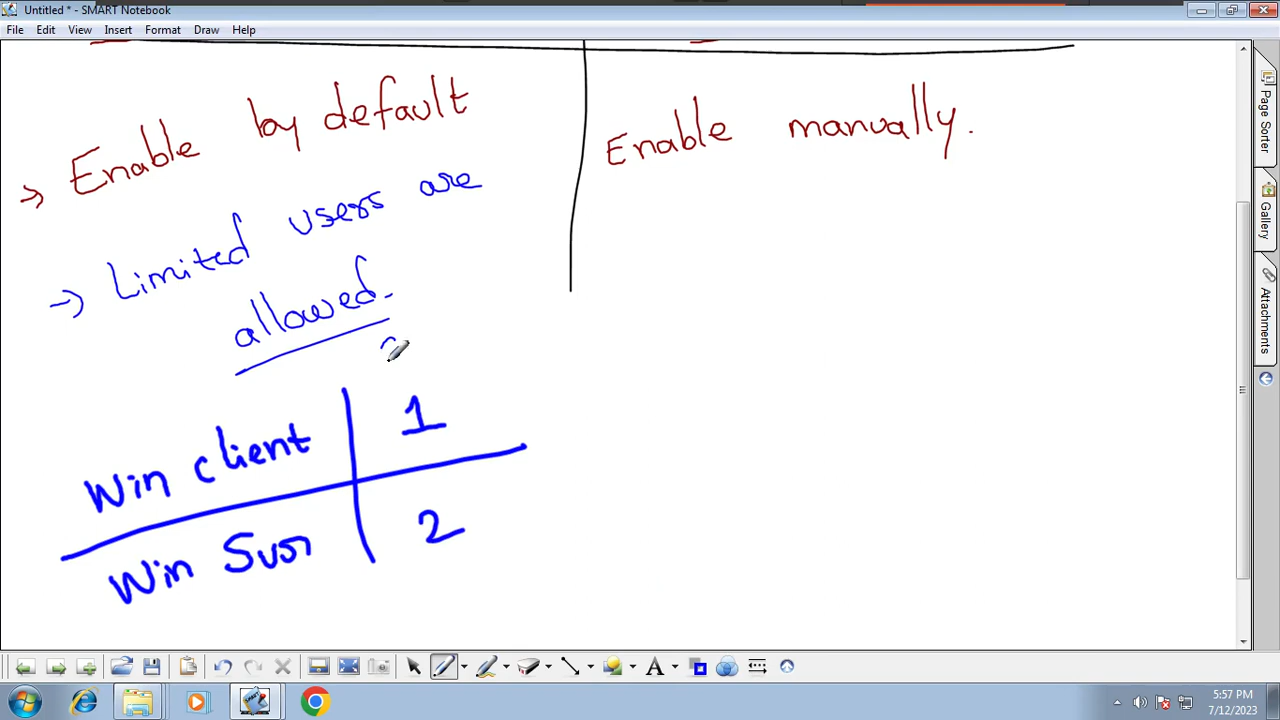 Untitled * - SMART Notebook
File Edit View Insert Format Draw Help
→ Enable by default
Enable manually.
→ Limited users are
allowed.
Win client 1
Win Svr 2
Page Sorter
Gallery
Attachments
Properties
5:57 PM
7/12/2023